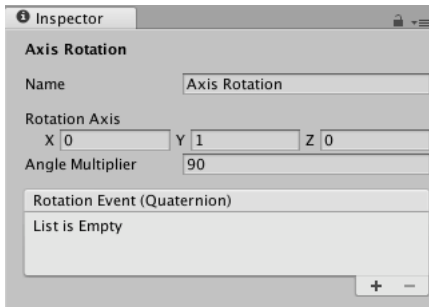 Inspector
Axis Rotation
Name Axis Rotation
Rotation Axis
X 0 Y 1 Z 0
Angle Multiplier 90
Rotation Event (Quaternion)
List is Empty
+ −